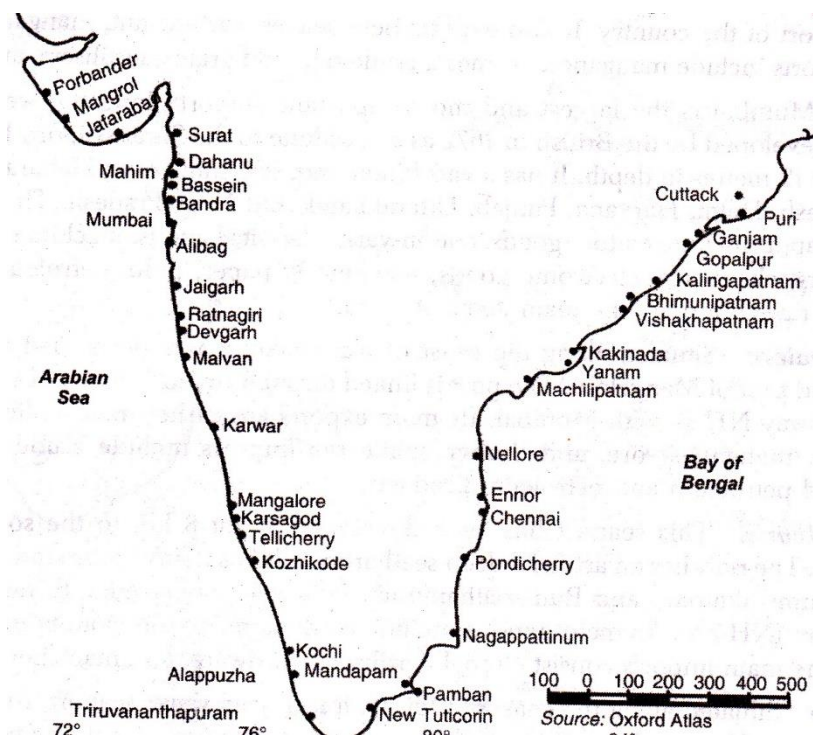 Forbandar
Mangrol
Jafarabad
Surat
Dahanu
Mahim
Bassein
Bandra
Mumbai
Alibag
Jaigarh
Ratnagiri
Devgarh
Malvan
Arabian
Sea
Karwar
Mangalore
Karsagod
Tellicherry
Kozhikode
Kochi
Alappuzha
Triruvananthapuram
Cuttack
Puri
Ganjam
Gopalpur
Kalingapatnam
Bhimunipatnam
Vishakhapatnam
Kakinada
Yanam
Machilipatnam
Nellore
Bay of
Bengal
Ennor
Chennai
Pondicherry
Nagappattinum
Mandapam
Pamban
New Tuticorin
100 0 100 200 300 400 500
Source: Oxford Atlas
72° 76°